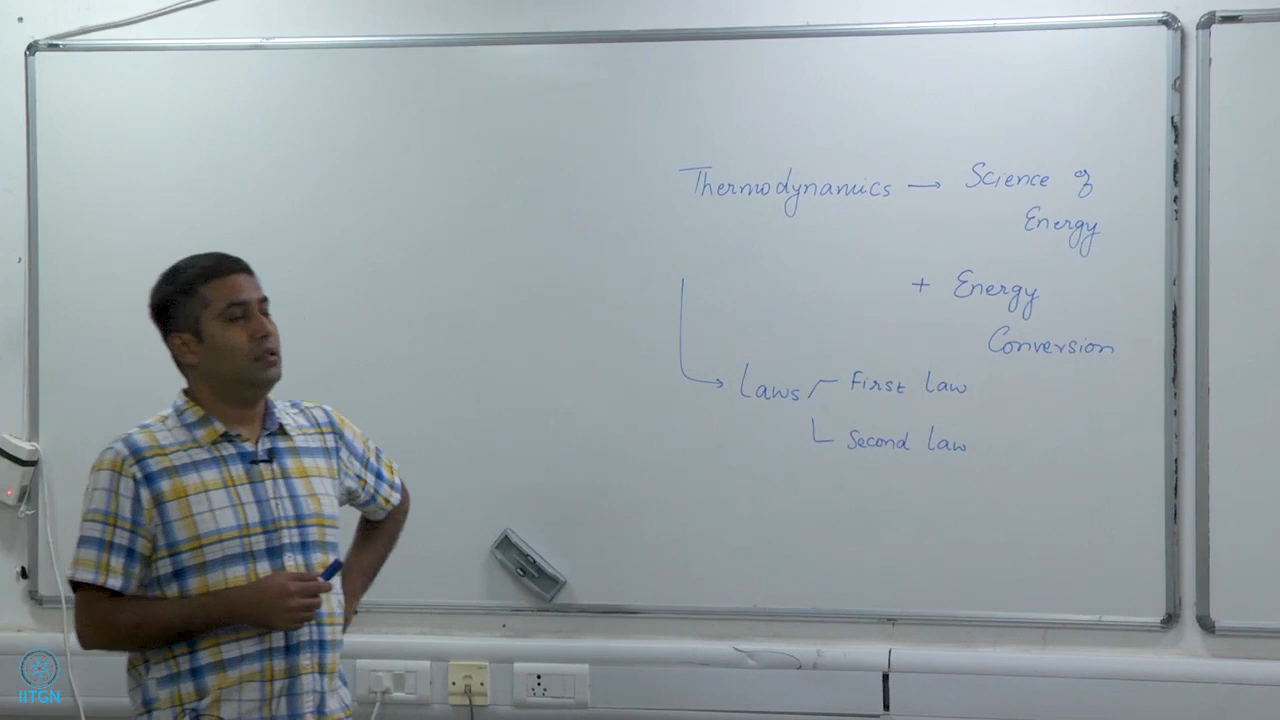 Thermodynamics → Science of
Energy
+ Energy
Conversion
Laws
First law
Second law
IITGN